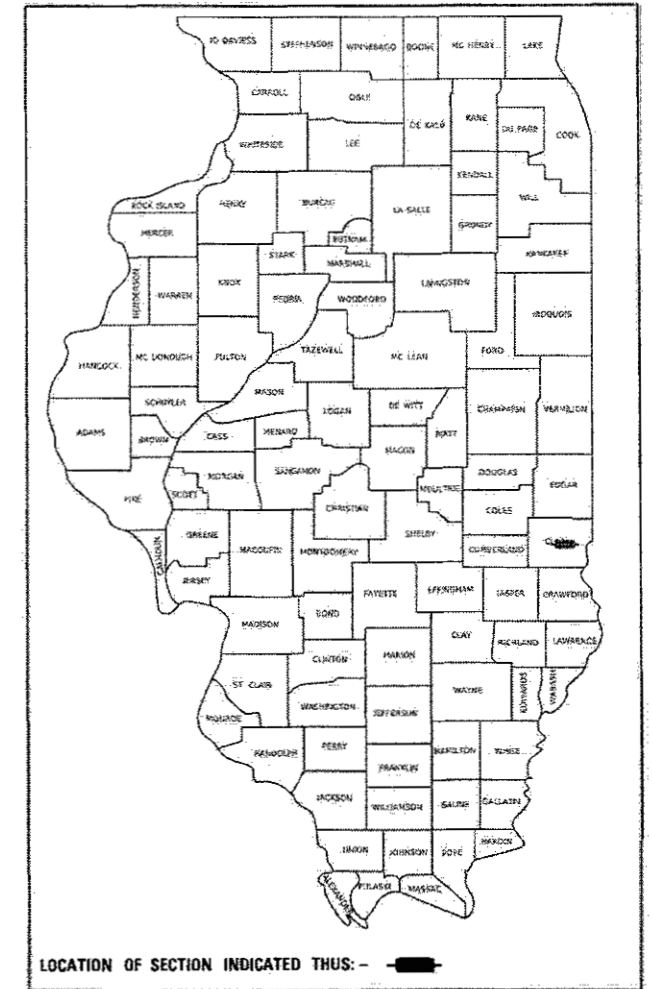 JO DAVIESS STEPHENSON WINNEBAGO BOONE MC HENRY LAKE
CARROLL OGLE DE KALB KANE DU PAGE COOK
WHITESIDE LEE
KENDALL WILL
ROCK ISLAND HENRY BUREAU LA SALLE GRUNDY
MERCER PUTNAM KANKAKEE
STARK MARSHALL
HENDERSON WARREN KNOX PEORIA WOODFORD LIVINGSTON IROQUOIS
HANCOCK MC DONOUGH FULTON TAZEWELL MC LEAN FORD
MASON
SCHUYLER LOGAN DE WITT CHAMPAIGN VERMILION
ADAMS BROWN CASS MENARD MACON PIATT
PIKE SCOTT MORGAN SANGAMON MOULTRIE DOUGLAS EDGAR
CHRISTIAN COLES
CALHOUN GREENE MACOUPIN MONTGOMERY SHELBY CUMBERLAND
JERSEY FAYETTE EFFINGHAM JASPER CRAWFORD
MADISON BOND
CLINTON MARION CLAY RICHLAND LAWRENCE
ST CLAIR WAYNE EDWARDS WABASH
MONROE WASHINGTON JEFFERSON
RANDOLPH PERRY FRANKLIN HAMILTON WHITE
JACKSON WILLIAMSON SALINE GALLATIN
UNION JOHNSON POPE HARDIN
ALEXANDER PULASKI MASSAC
LOCATION OF SECTION INDICATED THUS: -